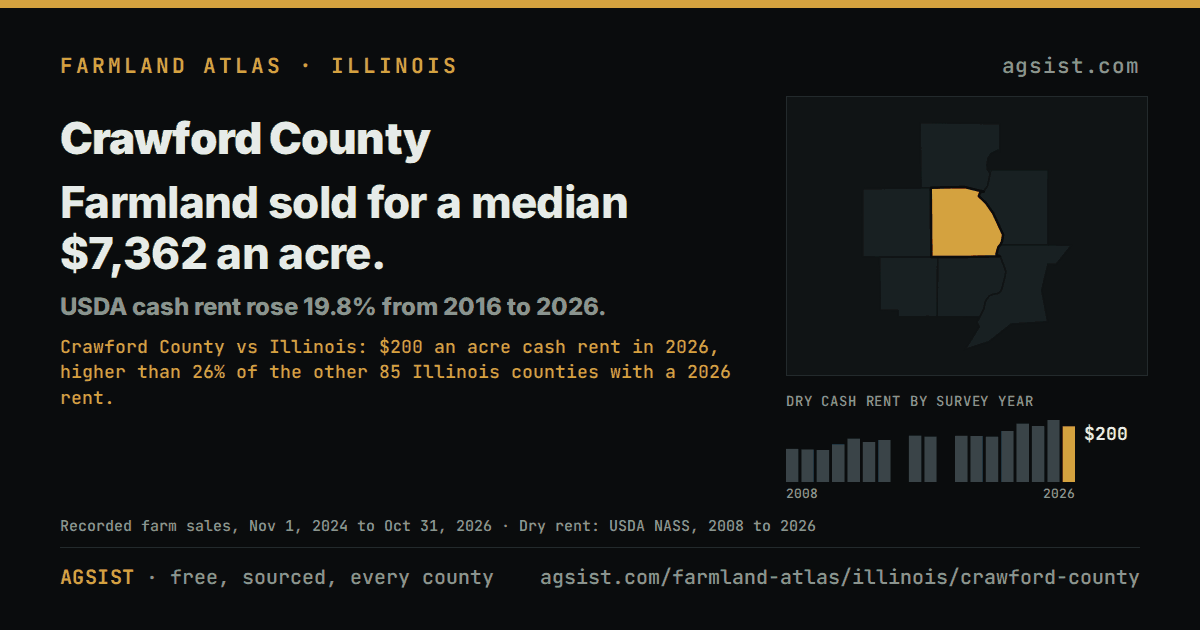 FARMLAND ATLAS · ILLINOIS
agsist.com
Crawford County
Farmland sold for a median
$7,362 an acre.
USDA cash rent rose 19.8% from 2016 to 2026.
Crawford County vs Illinois: $200 an acre cash rent in 2026,
higher than 26% of the other 85 Illinois counties with a 2026
rent.
DRY CASH RENT BY SURVEY YEAR
$200
2008
2026
Recorded farm sales, Nov 1, 2024 to Oct 31, 2026 · Dry rent: USDA NASS, 2008 to 2026
AGSIST · free, sourced, every county
agsist.com/farmland-atlas/illinois/crawford-county